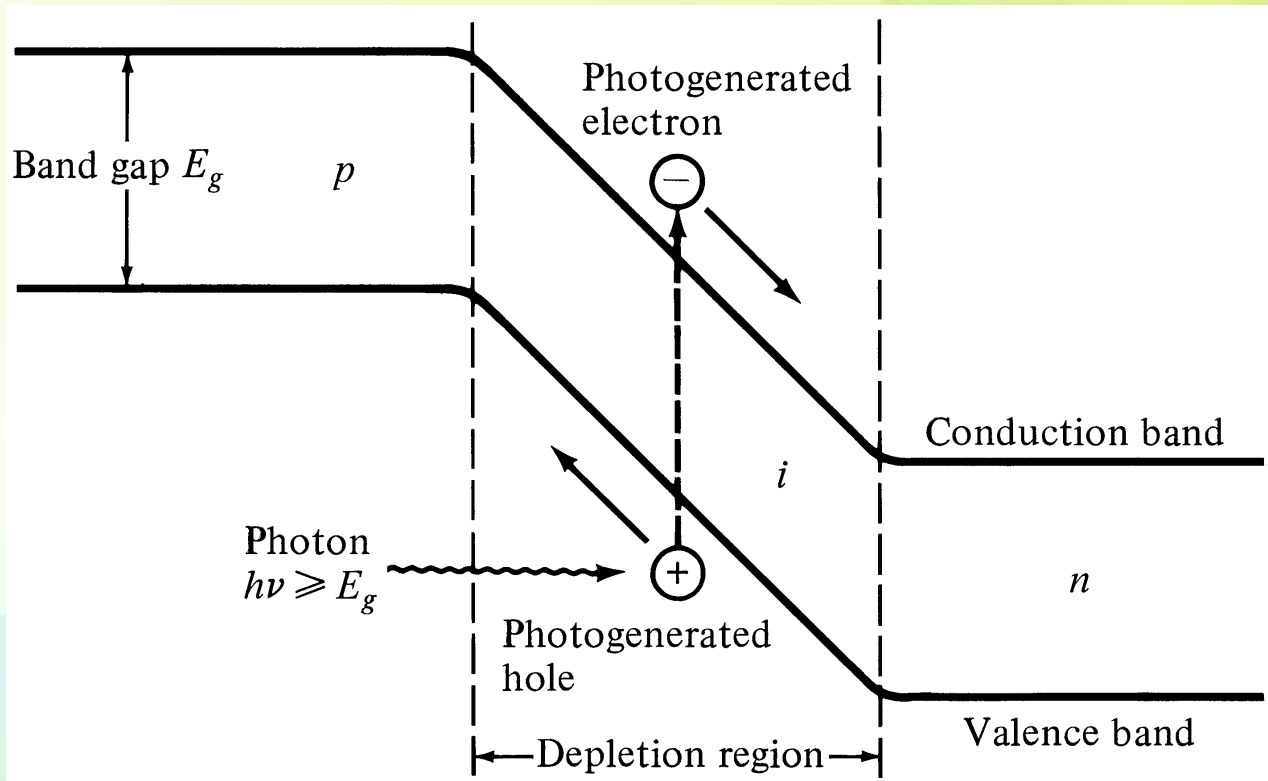 Photogenerated
electron
−
Band gap E_g
p
Conduction band
i
Photon
hν ⩾ E_g
+
n
Photogenerated
hole
Valence band
Depletion region